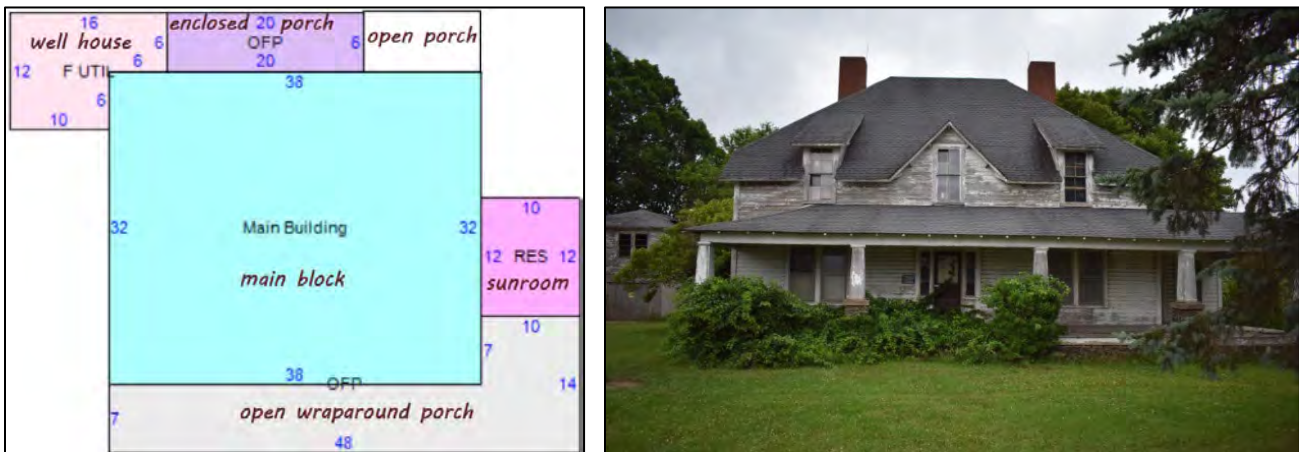 16
enclosed 20 porch
well house
6
OFP
6
open porch
6
20
12
F UTIL
38
6
10
10
32
Main Building
32
12
RES
12
main block
sunroom
10
7
38
OFP
14
7
open wraparound porch
48